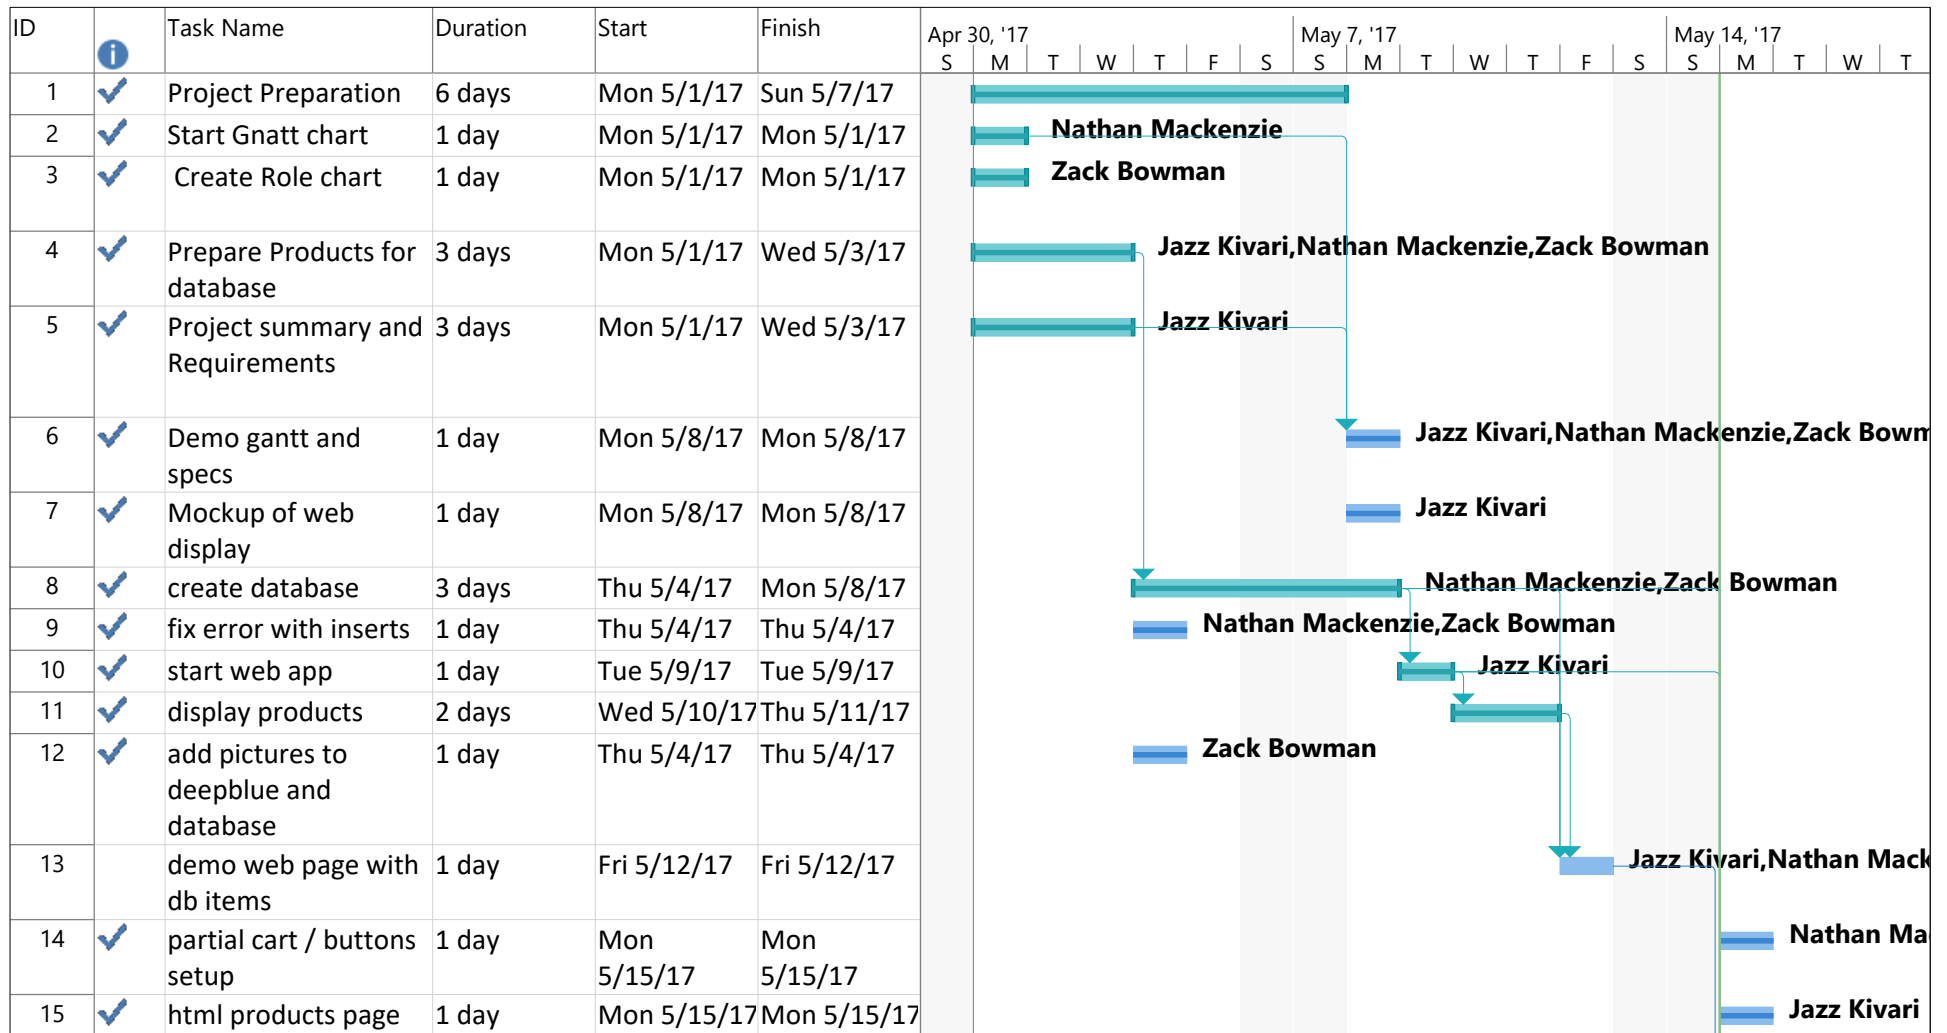 ID Task Name Duration Start Finish Apr 30, '17 May 7, '17 May 14, '17
S M T W T F S S M T W T F S S M T W T
1 Project Preparation 6 days Mon 5/1/17 Sun 5/7/17
2 Start Gnatt chart 1 day Mon 5/1/17 Mon 5/1/17 Nathan Mackenzie
3 Create Role chart 1 day Mon 5/1/17 Mon 5/1/17 Zack Bowman
4 Prepare Products for 3 days Mon 5/1/17 Wed 5/3/17 Jazz Kivari,Nathan Mackenzie,Zack Bowman
database
5 Project summary and 3 days Mon 5/1/17 Wed 5/3/17 Jazz Kivari
Requirements
6 Demo gantt and 1 day Mon 5/8/17 Mon 5/8/17 Jazz Kivari,Nathan Mackenzie,Zack Bowm
specs
7 Mockup of web 1 day Mon 5/8/17 Mon 5/8/17 Jazz Kivari
display
8 create database 3 days Thu 5/4/17 Mon 5/8/17 Nathan Mackenzie,Zack Bowman
9 fix error with inserts 1 day Thu 5/4/17 Thu 5/4/17 Nathan Mackenzie,Zack Bowman
10 start web app 1 day Tue 5/9/17 Tue 5/9/17 Jazz Kivari
11 display products 2 days Wed 5/10/17 Thu 5/11/17
12 add pictures to 1 day Thu 5/4/17 Thu 5/4/17 Zack Bowman
deepblue and
database
13 demo web page with 1 day Fri 5/12/17 Fri 5/12/17 Jazz Kivari,Nathan Mack
db items
14 partial cart / buttons 1 day Mon Mon Nathan Ma
setup 5/15/17 5/15/17
15 html products page 1 day Mon 5/15/17 Mon 5/15/17 Jazz Kivari